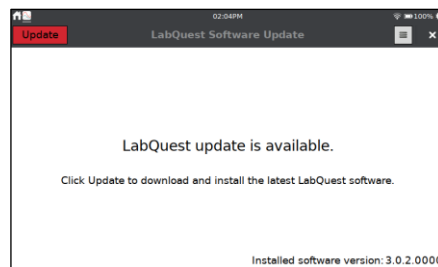 02:04PM
100%
Update
LabQuest Software Update
LabQuest update is available.
Click Update to download and install the latest LabQuest software.
Installed software version: 3.0.2.0000